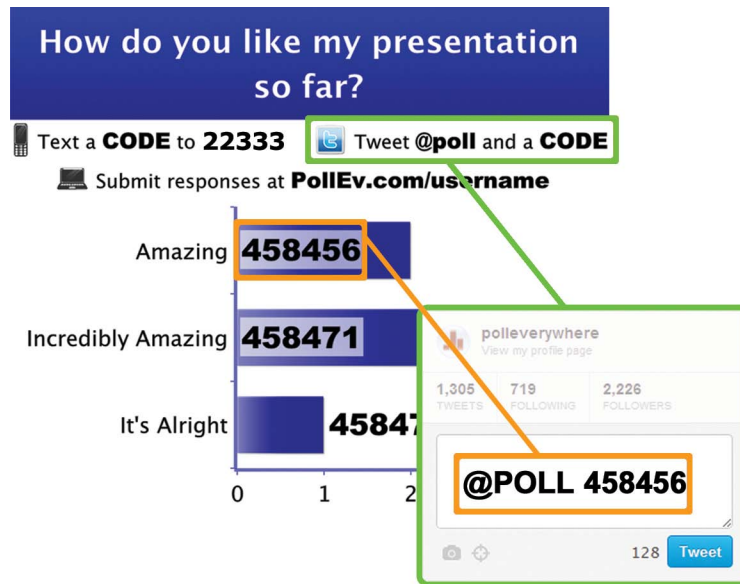 How do you like my presentation
so far?
Text a CODE to 22333
Tweet @poll and a CODE
Submit responses at PollEv.com/username
Amazing 458456
Incredibly Amazing 458471
It's Alright 45847
0 1 2
polleverywhere
View my profile page
1,305 719 2,226
TWEETS FOLLOWING FOLLOWERS
@POLL 458456
128 Tweet